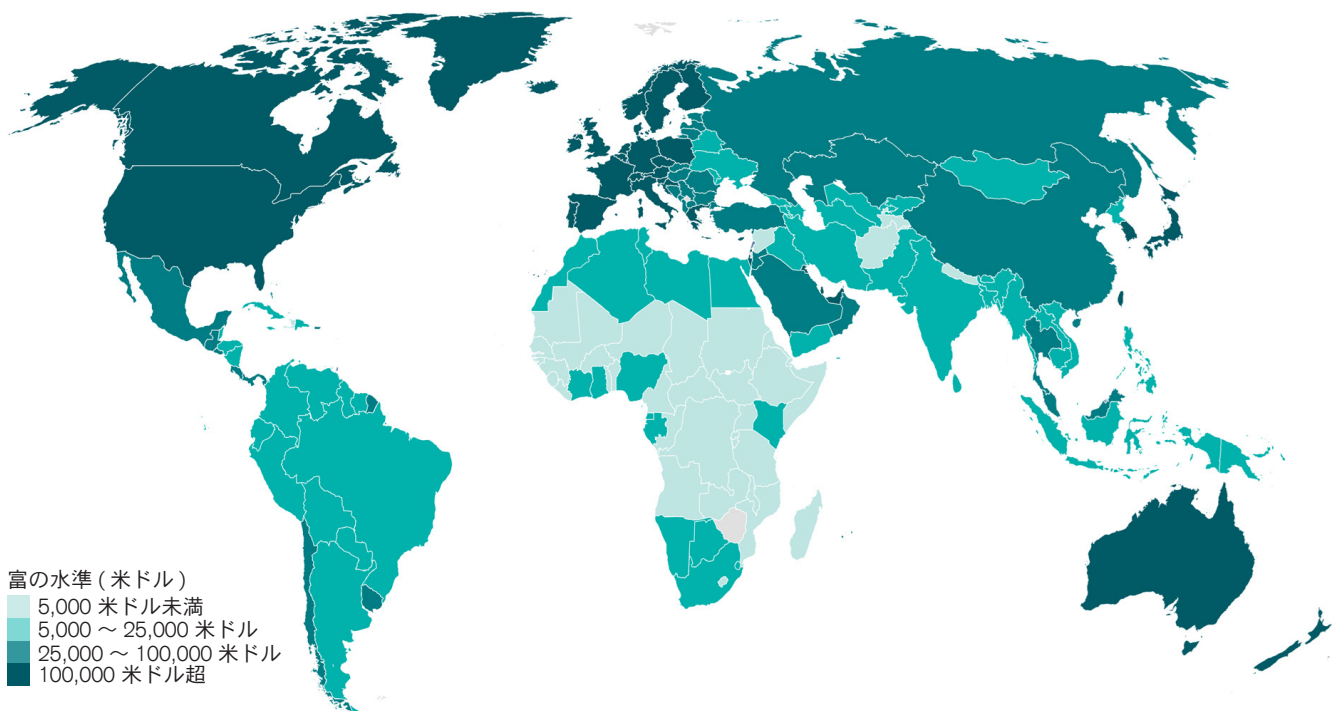 富の水準 ( 米ドル )
5,000 米ドル未満
5,000 ～ 25,000 米ドル
25,000 ～ 100,000 米ドル
100,000 米ドル超